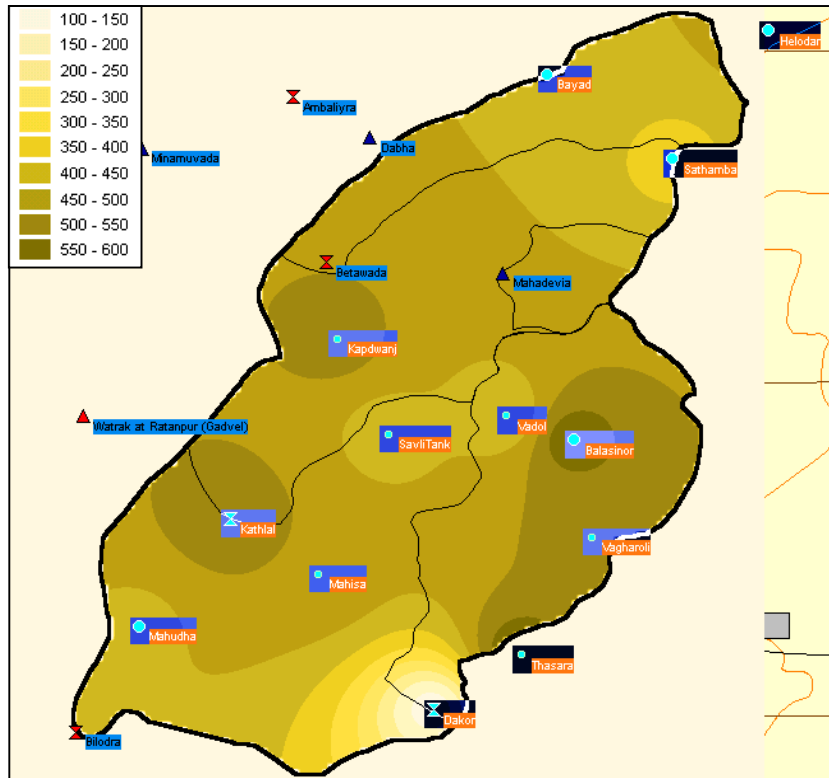 100 - 150
150 - 200
200 - 250
250 - 300
300 - 350
350 - 400
400 - 450
450 - 500
500 - 550
550 - 600
Helodar
Bayad
Ambaliyra
Dabha
Minamuvada
Sathamba
Betawada
Mahadevia
Kapdwanj
Watrak at Ratanpur (Gadvel)
SavliTank
Vadol
Balasinor
Kathlal
Vagharoli
Mahisa
Mahudha
Thasara
Dakor
Bilodra